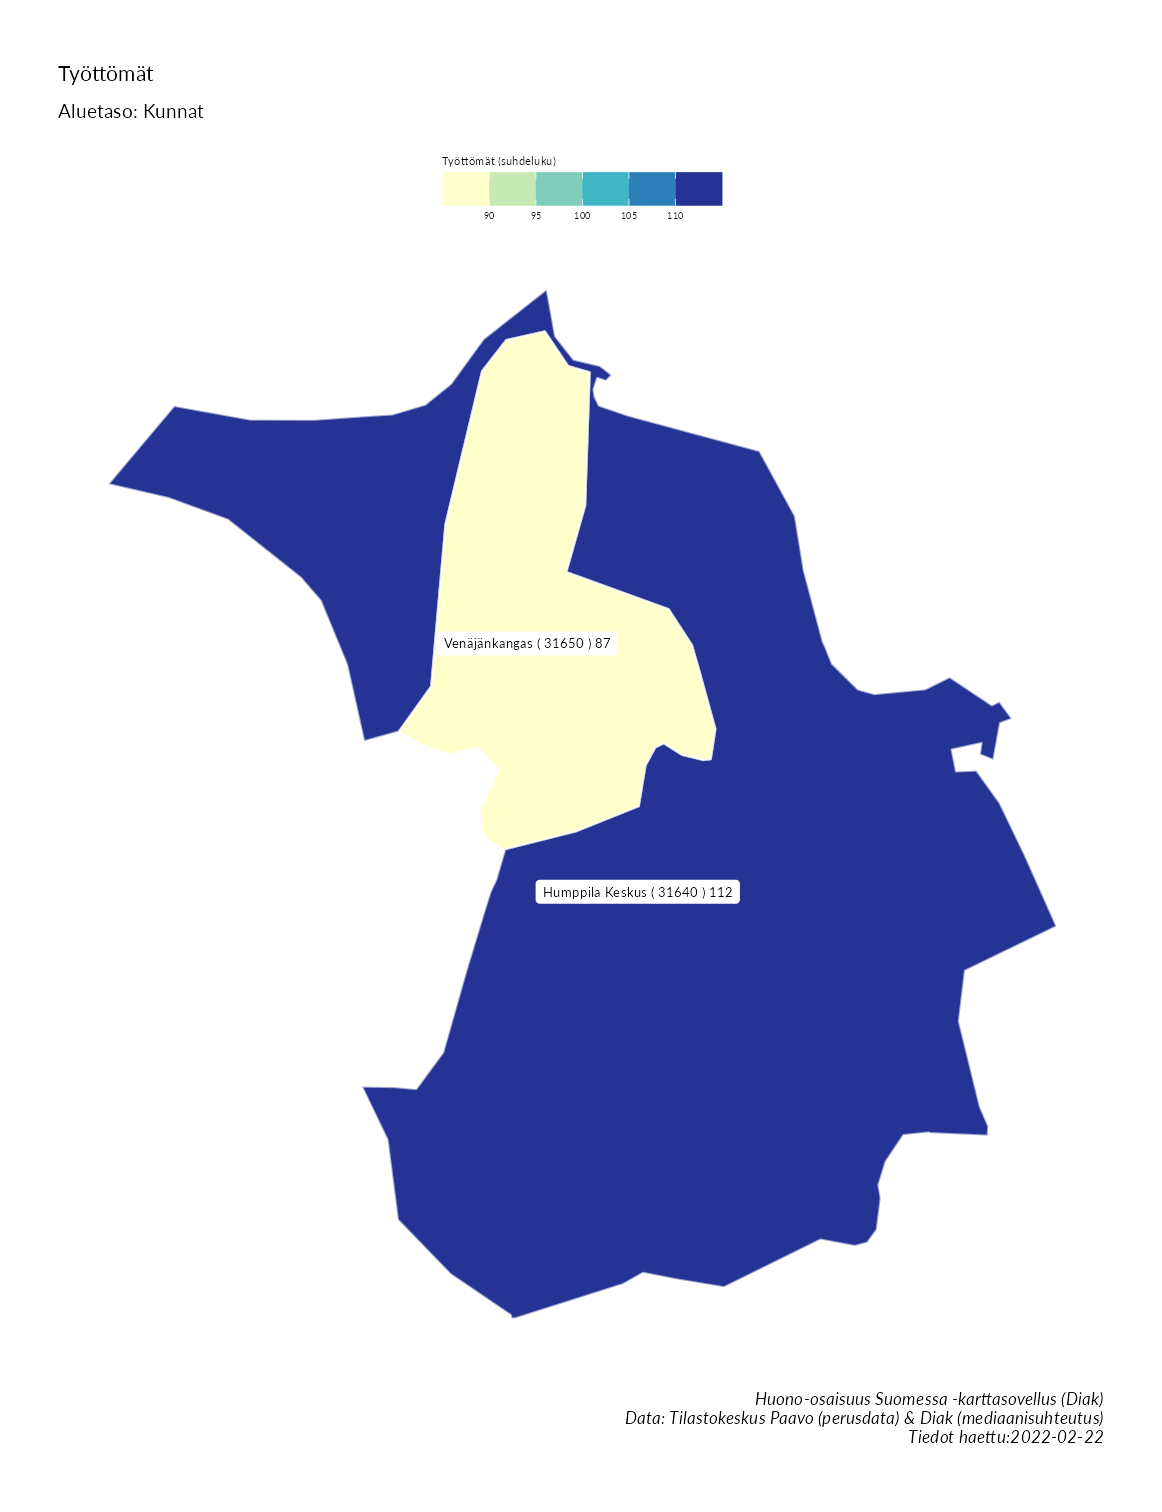 Työttömät
Aluetaso: Kunnat
Työttömät (suhdeluku)
90 95 100 105 110
Venäjänkangas ( 31650 ) 87
Humppila Keskus ( 31640 ) 112
Huono-osaisuus Suomessa -karttasovellus (Diak)
Data: Tilastokeskus Paavo (perusdata) & Diak (mediaanisuhteutus)
Tiedot haettu:2022-02-22